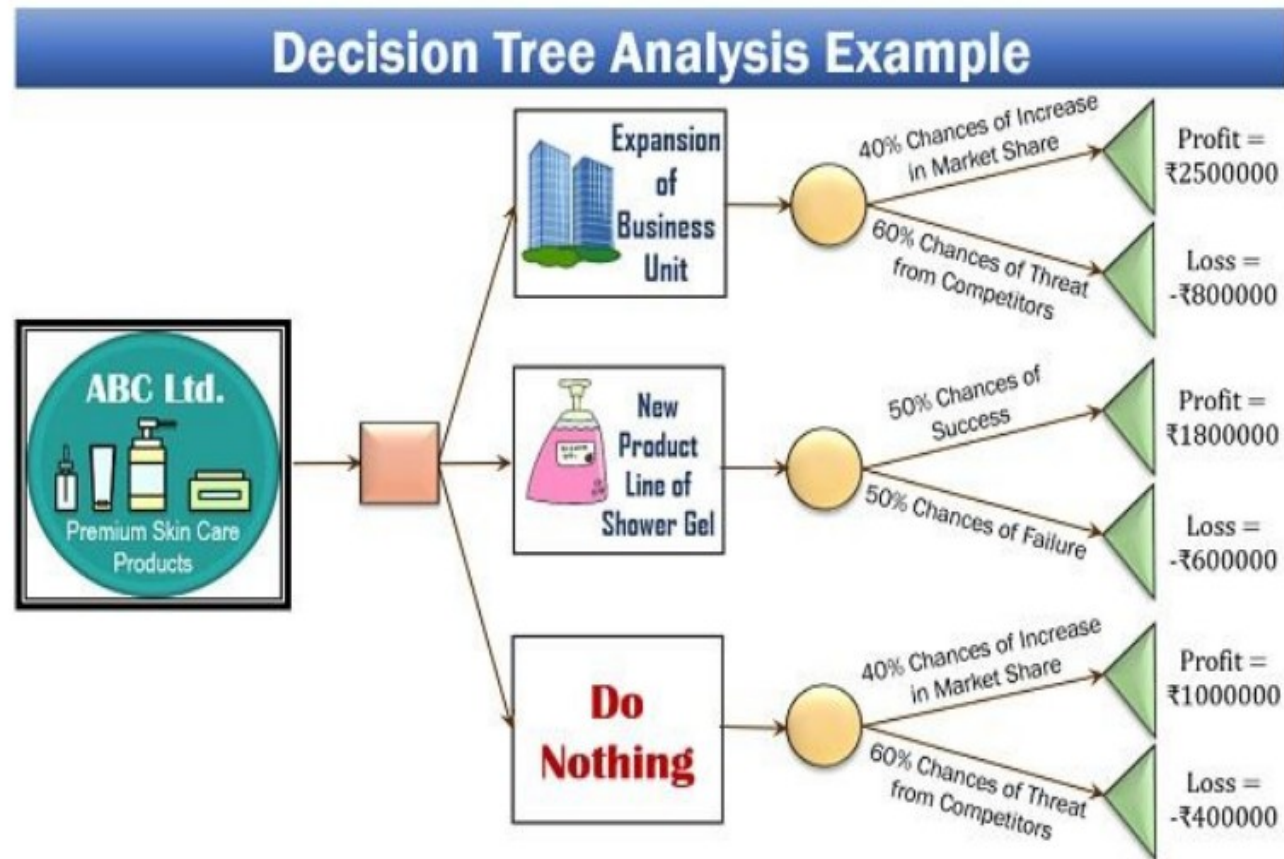 Decision Tree Analysis Example
ABC Ltd.
Premium Skin Care
Products
Expansion
of
Business
Unit
40% Chances of Increase
in Market Share
Profit =
₹2500000
60% Chances of Threat
from Competitors
Loss =
-₹800000
New
Product
Line of
Shower Gel
50% Chances of
Success
Profit =
₹1800000
50% Chances of Failure
Loss =
-₹600000
Do
Nothing
40% Chances of Increase
in Market Share
Profit =
₹1000000
60% Chances of Threat
from Competitors
Loss =
-₹400000